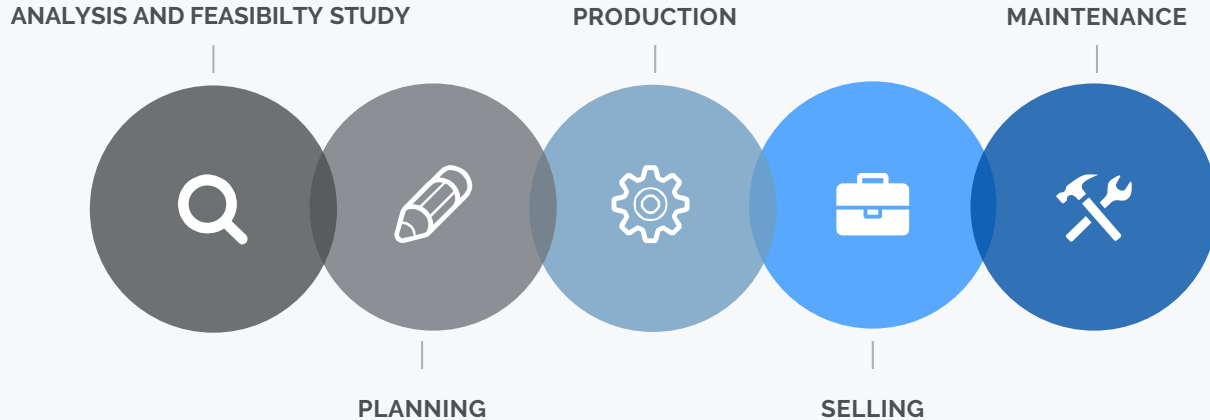 ANALYSIS AND FEASIBILTY STUDY
PRODUCTION
MAINTENANCE
PLANNING
SELLING